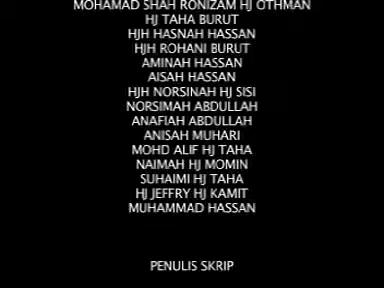 MOHAMAD SHAH RONIZAM HJ OTHMAN
HJ TAHA BURUT
HJH HASNAH HASSAN
HJH ROHANI BURUT
AMINAH HASSAN
AISAH HASSAN
HJH NORSINAH HJ SISI
NORSIMAH ABDULLAH
ANAFIAH ABDULLAH
ANISAH MUHARI
MOHD ALIF HJ TAHA
NAIMAH HJ MOMIN
SUHAIMI HJ TAHA
HJ JEFFRY HJ KAMIT
MUHAMMAD HASSAN
PENULIS SKRIP